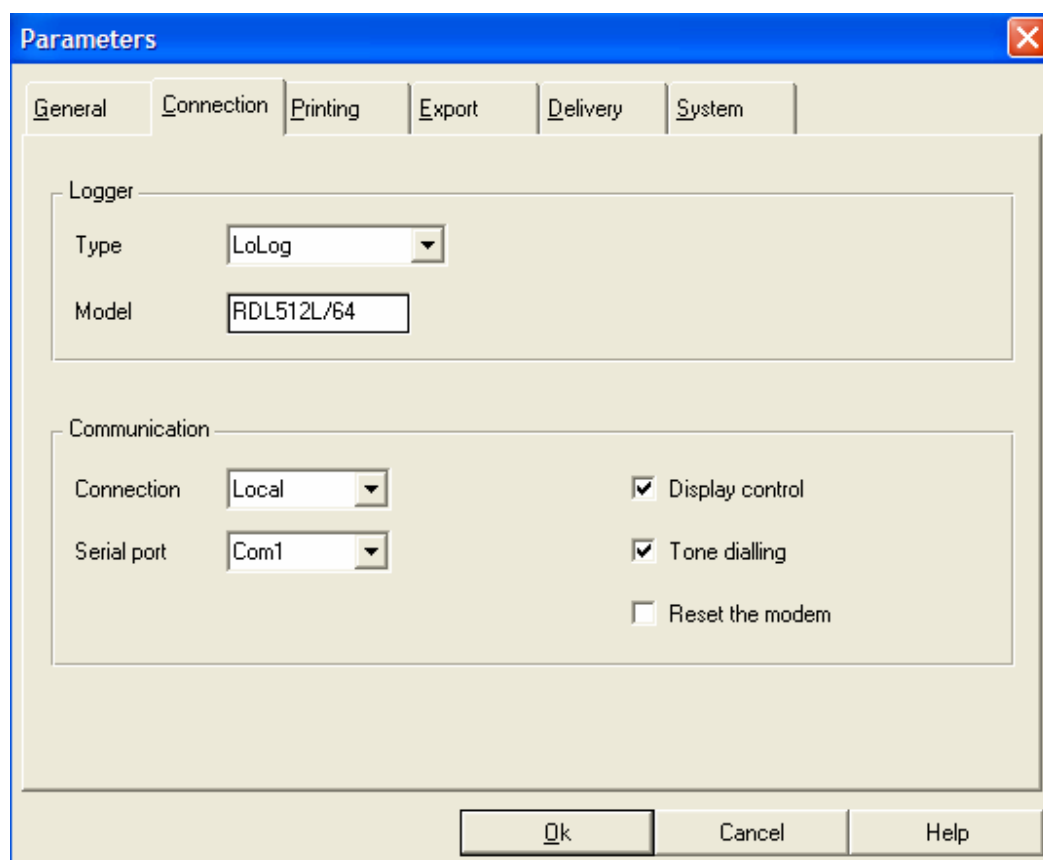 Parameters
General Connection Printing Export Delivery System
Logger
Type LoLog
Model RDL512L/64
Communication
Connection Local Display control
Serial port Com1 Tone dialling
Reset the modem
Ok Cancel Help